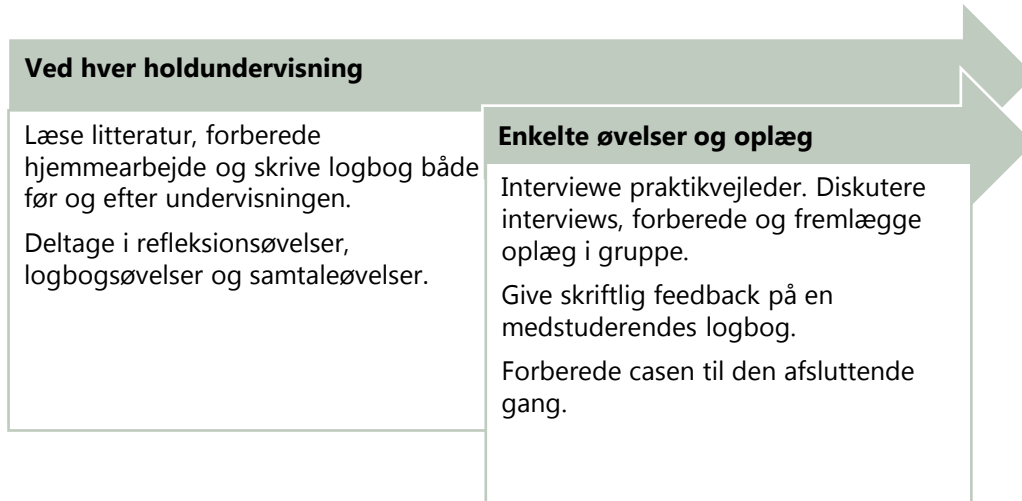 Ved hver holdundervisning
Læse litteratur, forberede
hjemmearbejde og skrive logbog både
før og efter undervisningen.
Deltage i refleksionsøvelser,
logbogsøvelser og samtaleøvelser.
Enkelte øvelser og oplæg
Interviewe praktikvejleder. Diskutere
interviews, forberede og fremlægge
oplæg i gruppe.
Give skriftlig feedback på en
medstuderendes logbog.
Forberede casen til den afsluttende
gang.